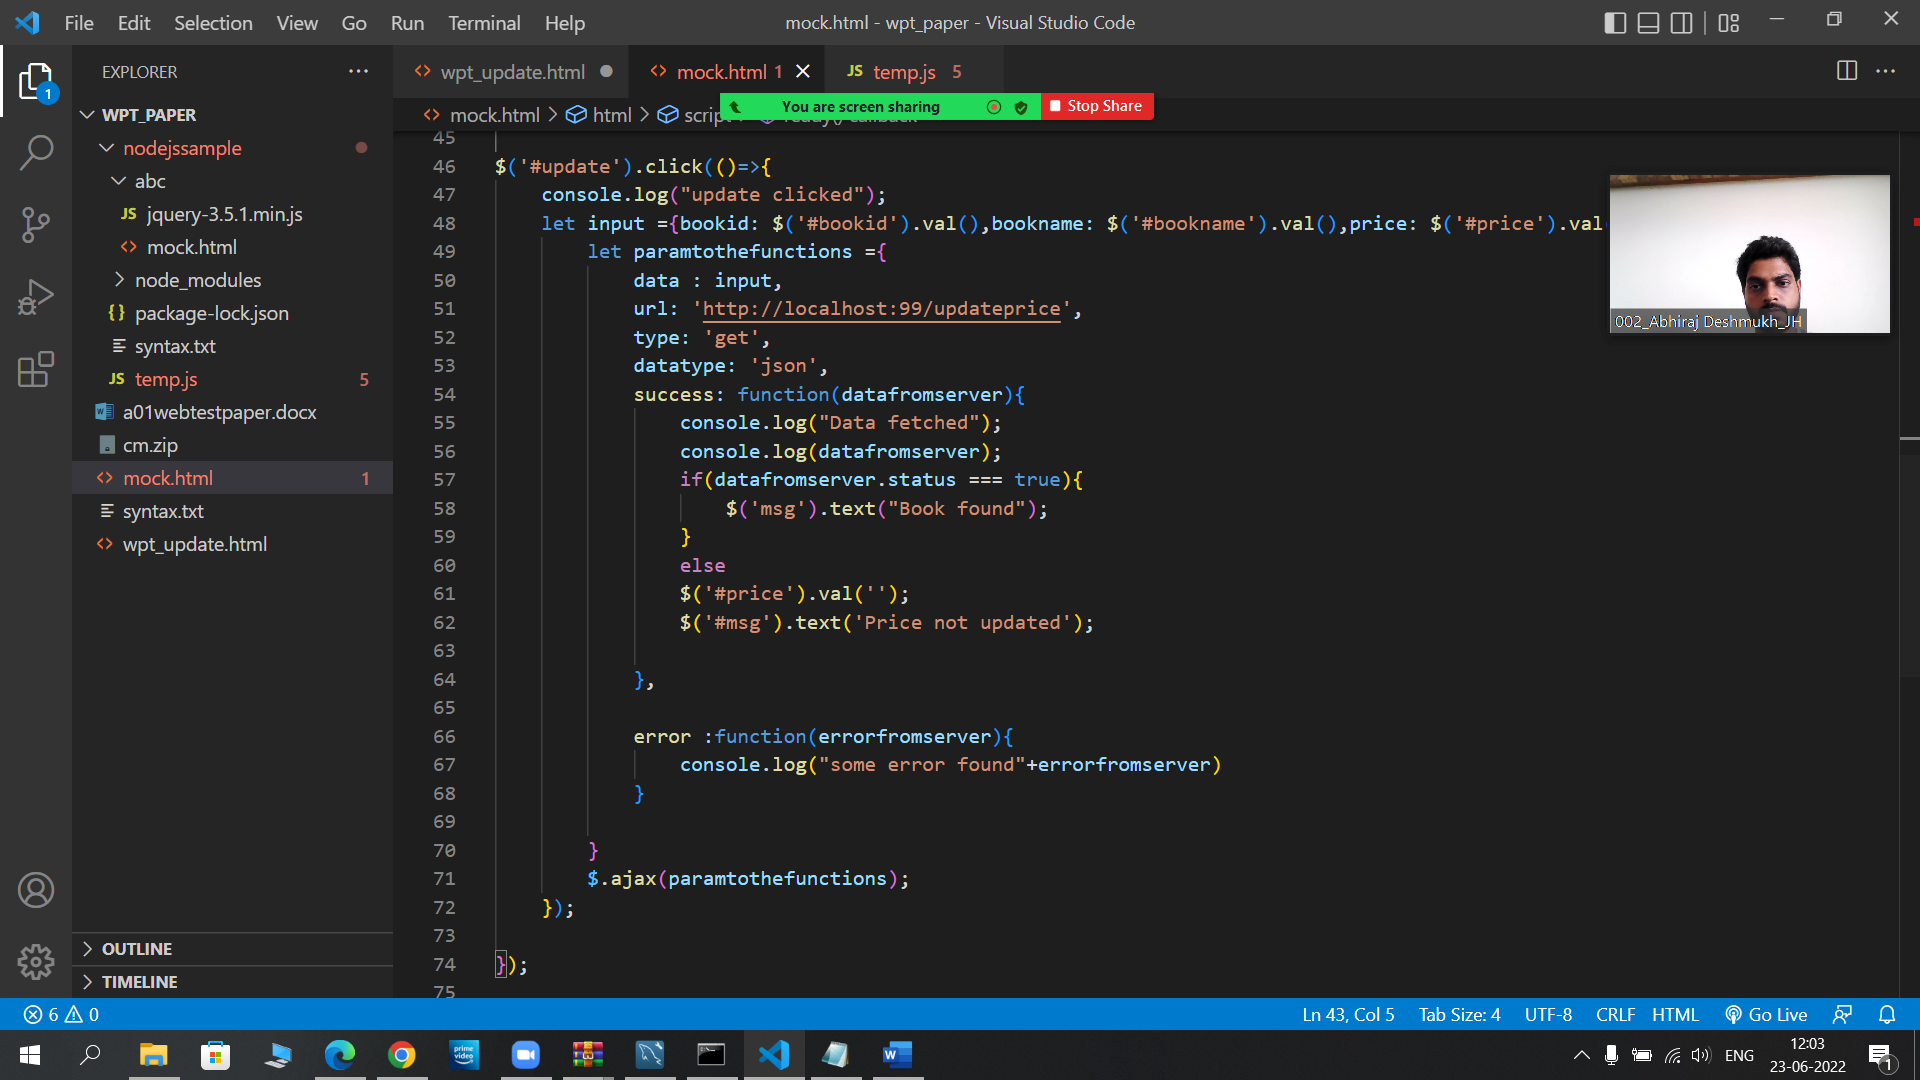 File Edit Selection View Go Run Terminal Help
mock.html - wpt_paper - Visual Studio Code
EXPLORER
wpt_update.html
mock.html 1
JS temp.js 5
You are screen sharing
Stop Share
mock.html > html > script
WPT_PAPER
nodejssample
abc
JS jquery-3.5.1.min.js
mock.html
node_modules
{} package-lock.json
syntax.txt
JS temp.js 5
a01webtestpaper.docx
cm.zip
mock.html 1
syntax.txt
wpt_update.html
OUTLINE
TIMELINE
1
45
46 $('#update').click(()=>{
47 console.log("update clicked");
48 let input ={bookid: $('#bookid').val(),bookname: $('#bookname').val(),price: $('#price').val
49 let paramtothefunctions ={
50 data : input,
51 url: 'http://localhost:99/updateprice',
52 type: 'get',
53 datatype: 'json',
54 success: function(datafromserver){
55 console.log("Data fetched");
56 console.log(datafromserver);
57 if(datafromserver.status === true){
58 $('msg').text("Book found");
59 }
60 else
61 $('#price').val('');
62 $('#msg').text('Price not updated');
63
64 },
65
66 error :function(errorfromserver){
67 console.log("some error found"+errorfromserver)
68 }
69
70 }
71 $.ajax(paramtothefunctions);
72 });
73
74 });
75
002_Abhiraj Deshmukh_JH
6 0
Ln 43, Col 5 Tab Size: 4 UTF-8 CRLF HTML Go Live
prime video
W
ENG
12:03
23-06-2022
1